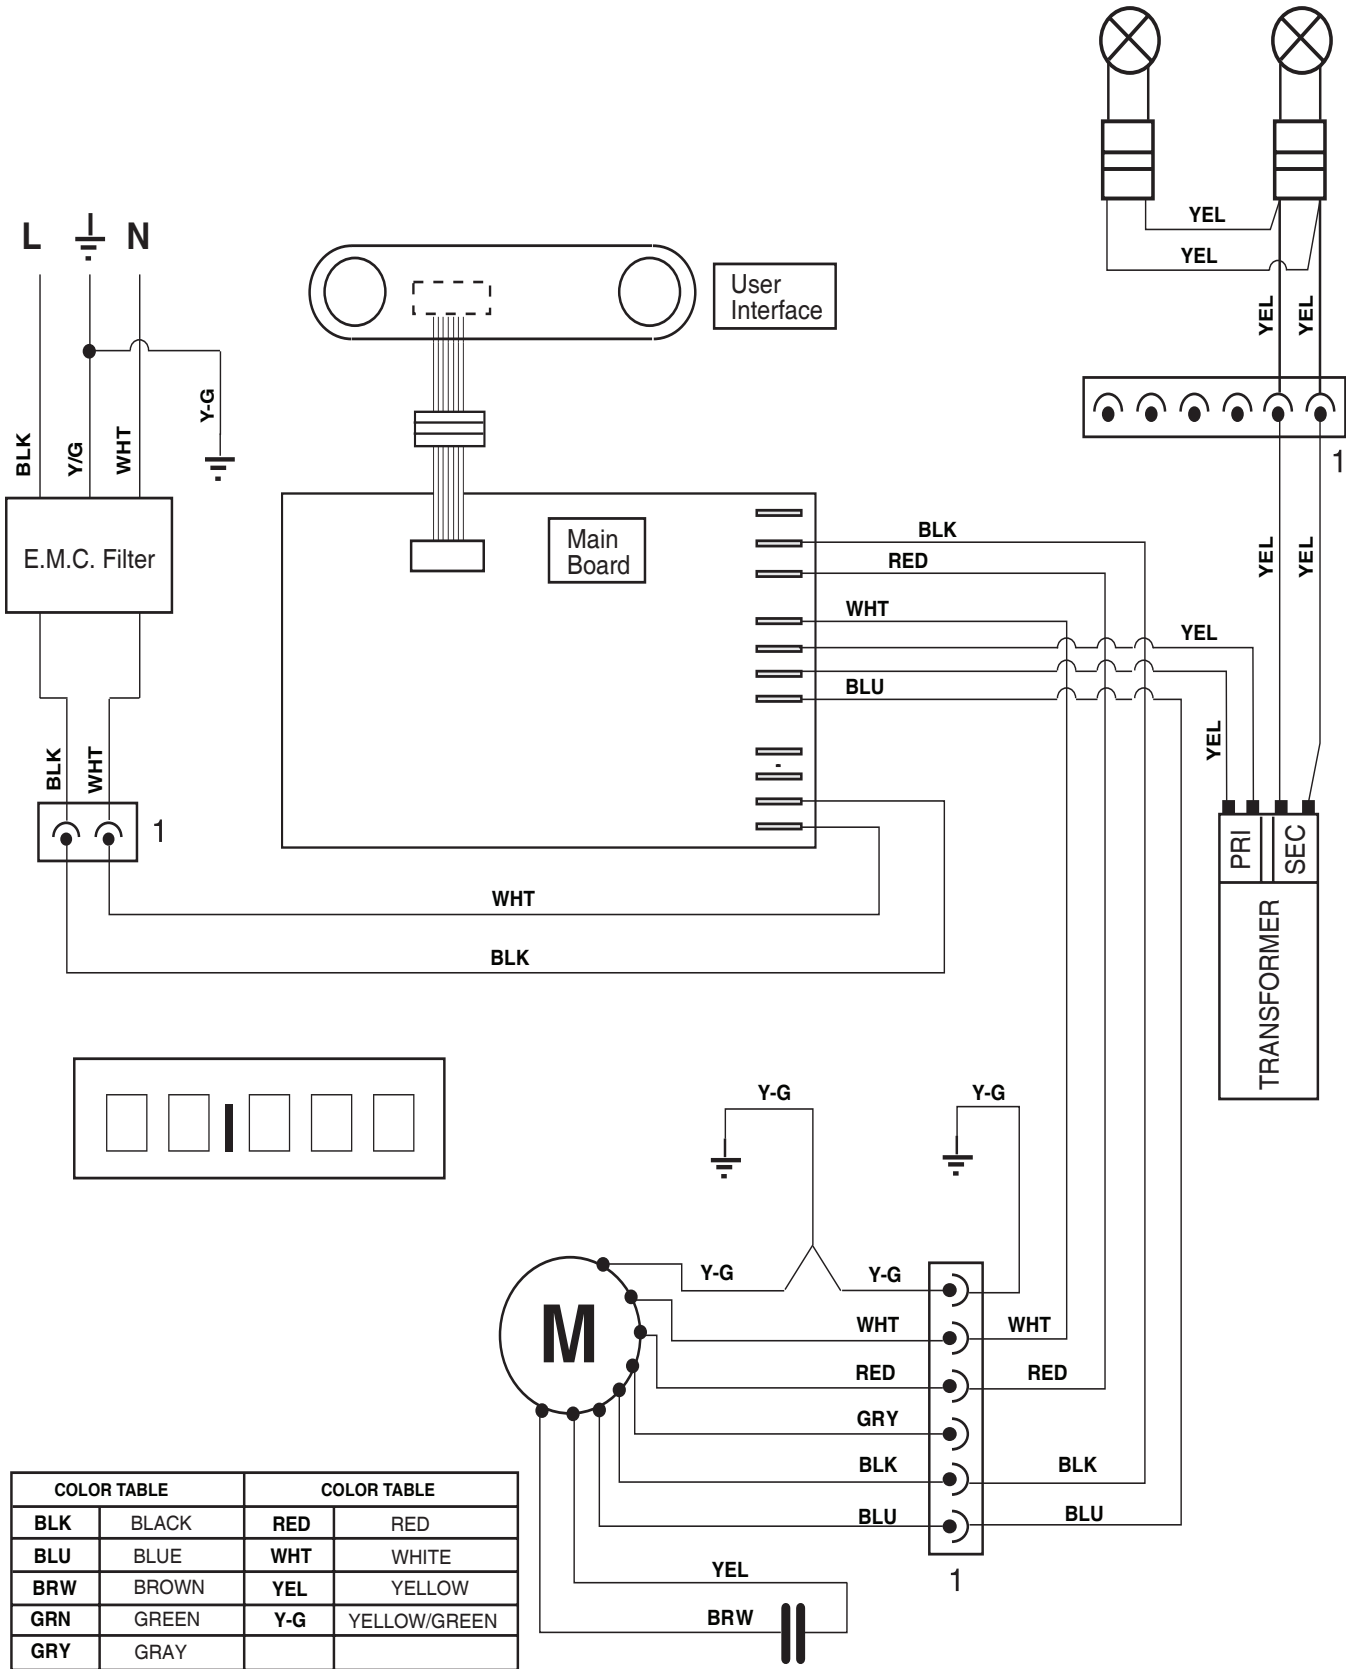 YEL
YEL
L N
User
Interface
YEL
YEL
BLK
Y/G
WHT
Y-G
1
E.M.C. Filter
Main
Board
BLK
RED
WHT
YEL
BLU
YEL
YEL
YEL
BLK
WHT
1
PRI
SEC
TRANSFORMER
WHT
BLK
Y-G
Y-G
Y-G
Y-G
M
WHT
WHT
RED
RED
GRY
BLK
BLK
BLU
BLU
1
YEL
BRW
COLOR TABLE COLOR TABLE
BLK BLACK RED RED
BLU BLUE WHT WHITE
BRW BROWN YEL YELLOW
GRN GREEN Y-G YELLOW/GREEN
GRY GRAY